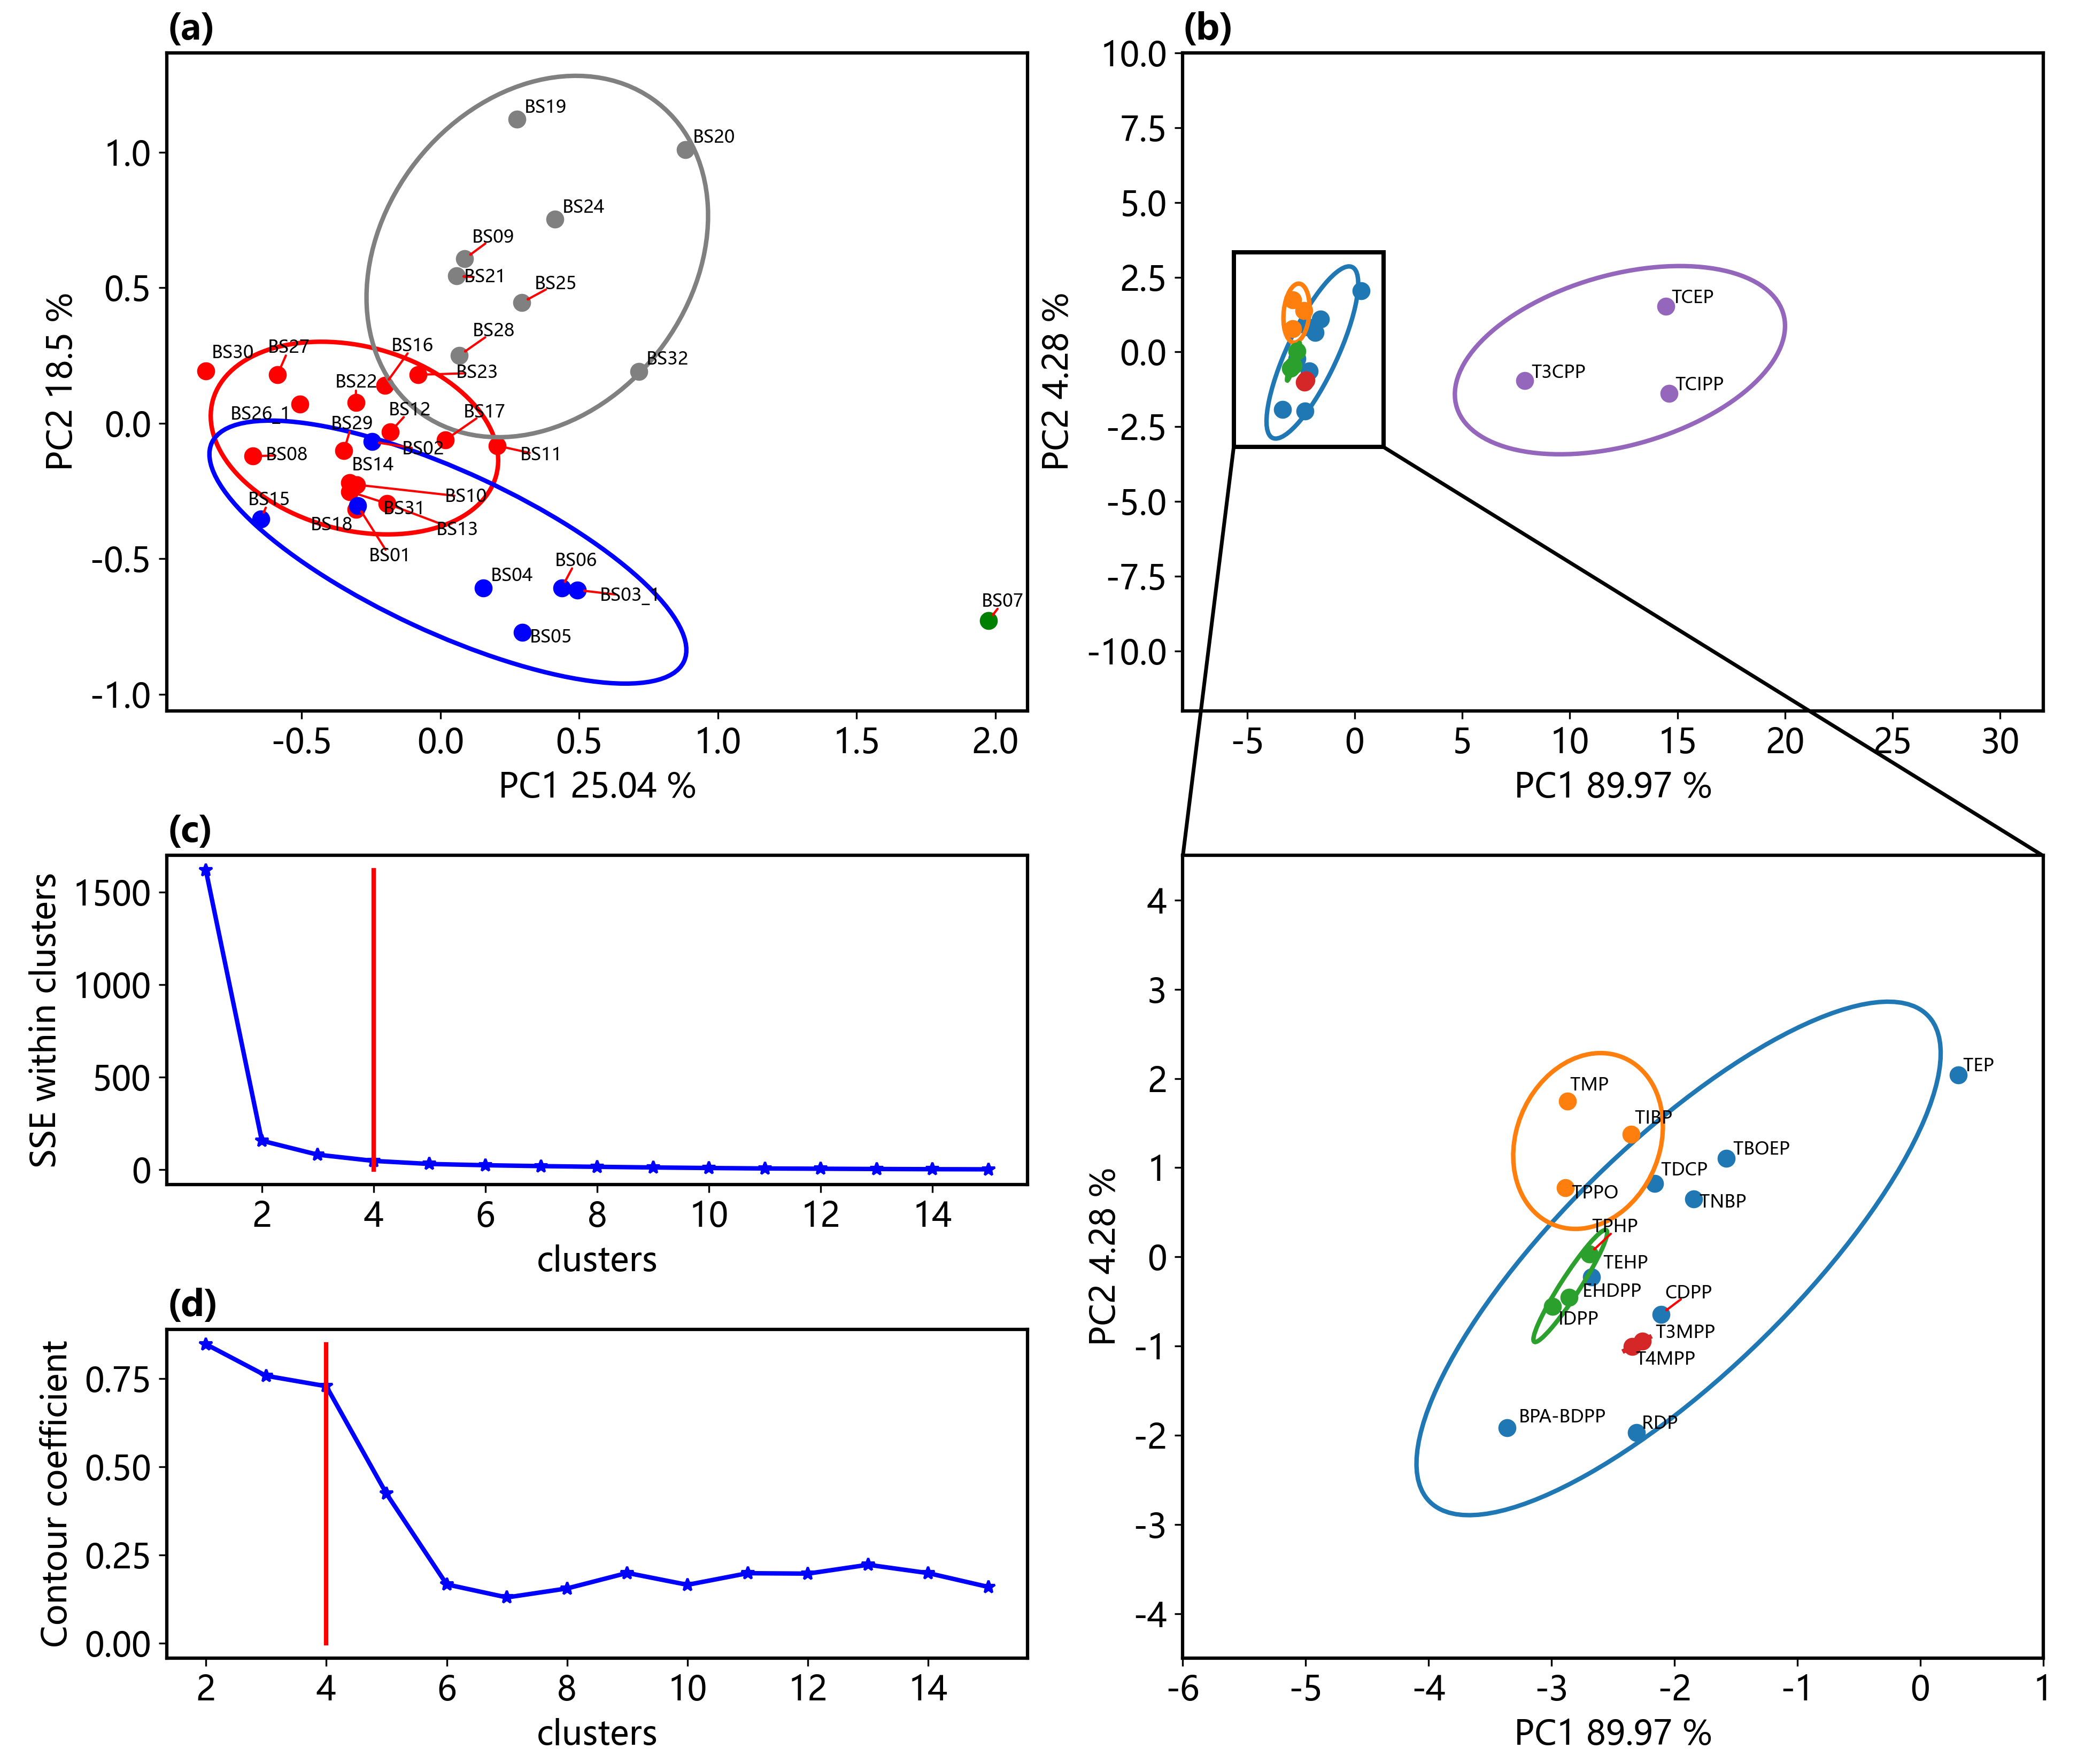 (a)
BS19
BS20
BS24
BS09
BS21
BS25
BS28
BS32
BS30
BS27
BS16
BS23
BS22
BS26_1
BS12
BS17
BS29
BS02
BS11
BS08
BS14
BS10
BS15
BS31
BS18
BS13
BS01
BS04
BS06
BS03_1
BS05
BS07
1.0
0.5
0.0
-0.5
-1.0
PC2 18.5 %
-0.5 0.0 0.5 1.0 1.5 2.0
PC1 25.04 %
(b)
10.0
7.5
5.0
2.5
0.0
-2.5
-5.0
-7.5
-10.0
PC2 4.28 %
TCEP
T3CPP
TCIPP
-5 0 5 10 15 20 25 30
PC1 89.97 %
(c)
1500
1000
500
0
SSE within clusters
2 4 6 8 10 12 14
clusters
(d)
0.75
0.50
0.25
0.00
Contour coefficient
2 4 6 8 10 12 14
clusters
4
3
2
1
0
-1
-2
-3
-4
PC2 4.28 %
TEP
TMP
TIBP
TBOEP
TDCP
TPPO
TNBP
TPHP
TEHP
EHDPP
CDPP
IDPP
T3MPP
T4MPP
BPA-BDPP
RDP
-6 -5 -4 -3 -2 -1 0 1
PC1 89.97 %